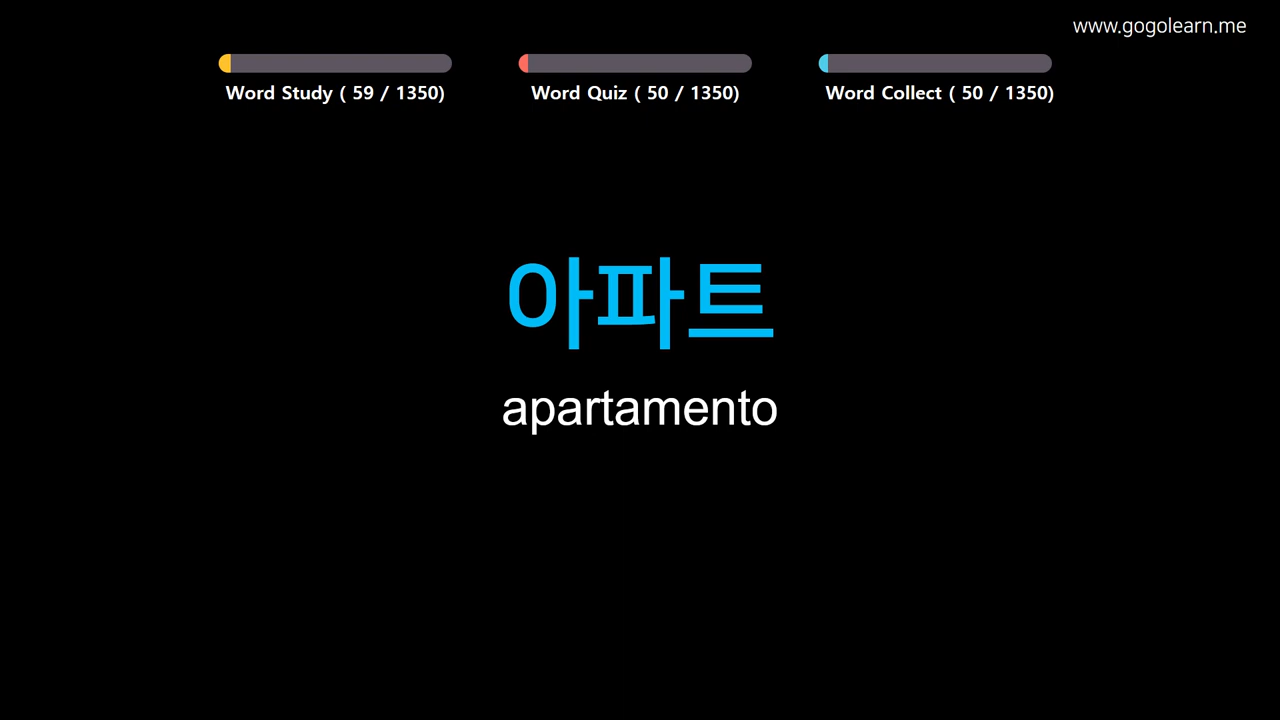 www.gogolearn.me
Word Study ( 59 / 1350)
Word Quiz ( 50 / 1350)
Word Collect ( 50 / 1350)
아파트
apartamento